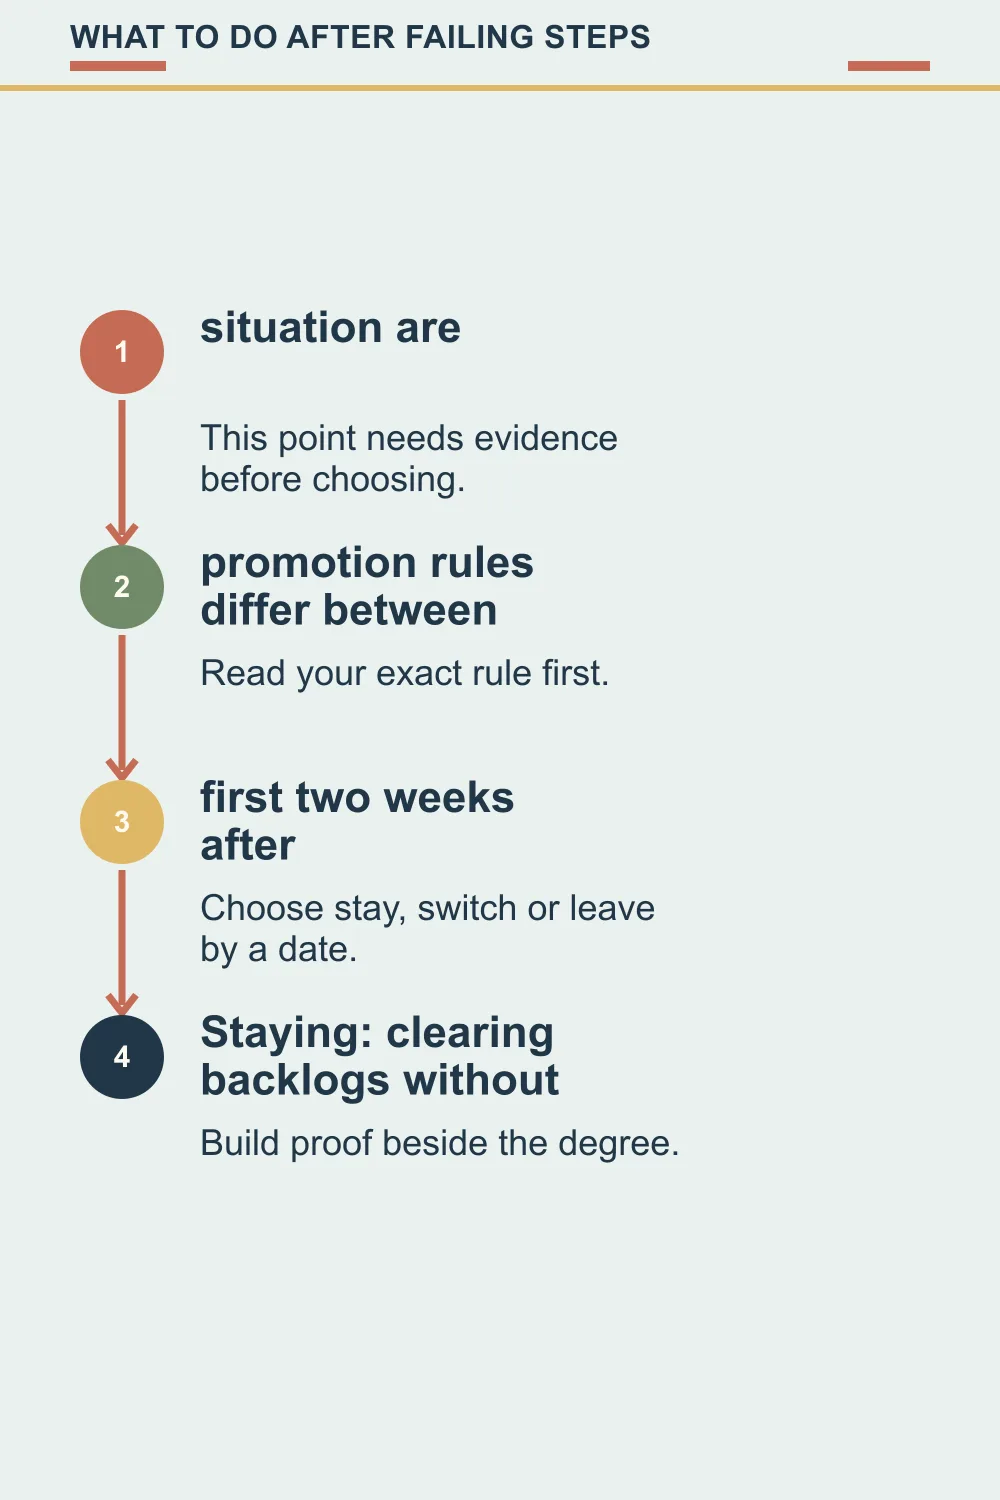 WHAT TO DO AFTER FAILING STEPS
1
situation are
This point needs evidence
before choosing.
2
promotion rules
differ between
Read your exact rule first.
3
first two weeks
after
Choose stay, switch or leave
by a date.
4
Staying: clearing
backlogs without
Build proof beside the degree.